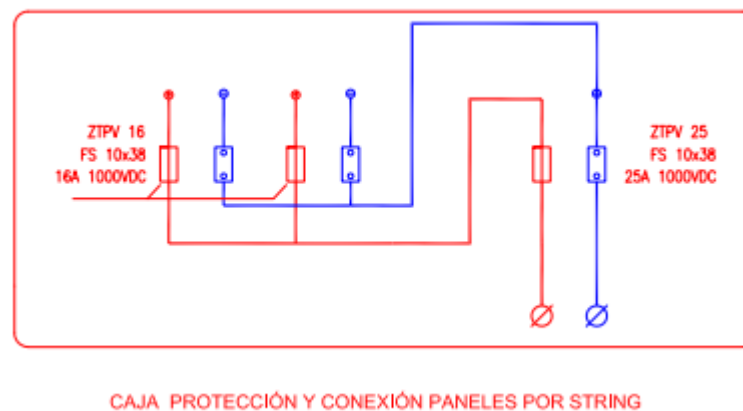 ZTPV 16
FS 10x38
16A 1000VDC
ZTPV 25
FS 10x38
25A 1000VDC
CAJA PROTECCIÓN Y CONEXIÓN PANELES POR STRING